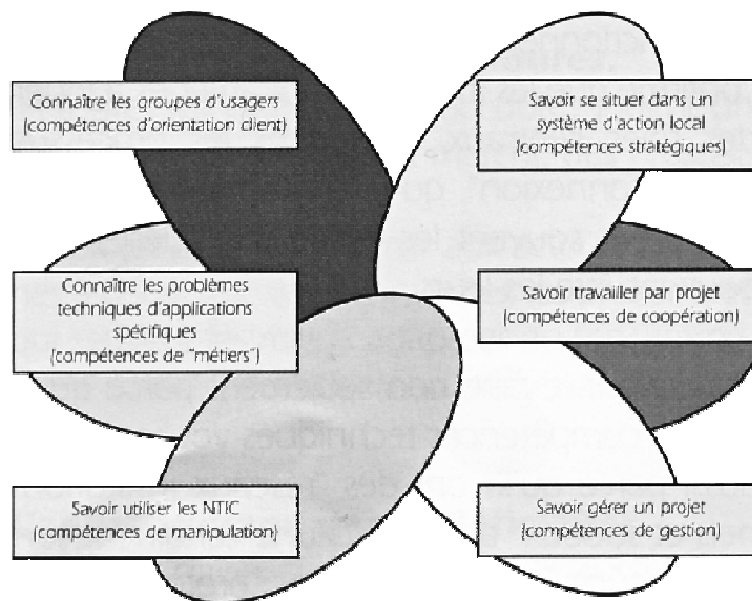 Connaître les groupes d'usagers
(compétences d'orientation client)
Savoir se situer dans un
système d'action local
(compétences stratégiques)
Connaître les problèmes
techniques d'applications
spécifiques
(compétences de "métiers")
Savoir travailler par projet
(compétences de coopération)
Savoir utiliser les NTIC
(compétences de manipulation)
Savoir gérer un projet
(compétences de gestion)